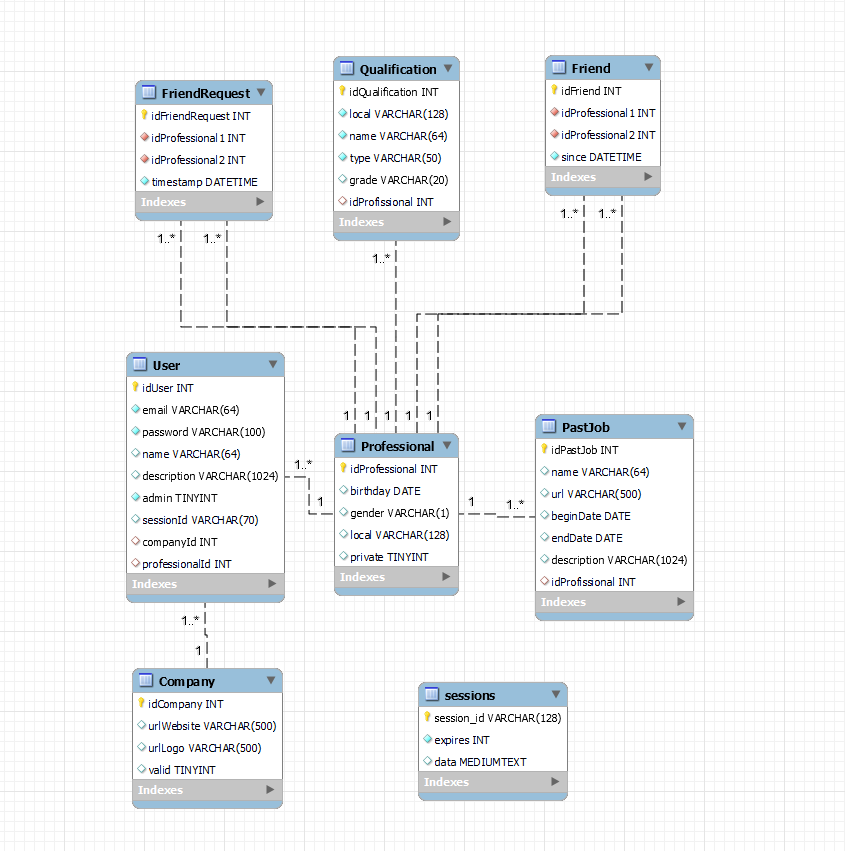 FriendRequest
idFriendRequest INT
idProfessional1 INT
idProfessional2 INT
timestamp DATETIME
Indexes
Qualification
idQualification INT
local VARCHAR(128)
name VARCHAR(64)
type VARCHAR(50)
grade VARCHAR(20)
idProfissional INT
Indexes
Friend
idFriend INT
idProfessional1 INT
idProfessional2 INT
since DATETIME
Indexes
1..*
1..*
1..*
1..*
1..*
1
1
1
1
1
User
idUser INT
email VARCHAR(64)
password VARCHAR(100)
name VARCHAR(64)
description VARCHAR(1024)
admin TINYINT
sessionId VARCHAR(70)
companyId INT
professionalId INT
Indexes
1..*
1
Professional
idProfessional INT
birthday DATE
gender VARCHAR(1)
local VARCHAR(128)
private TINYINT
Indexes
1
1..*
PastJob
idPastJob INT
name VARCHAR(64)
url VARCHAR(500)
beginDate DATE
endDate DATE
description VARCHAR(1024)
idProfissional INT
Indexes
1..*
1
Company
idCompany INT
urlWebsite VARCHAR(500)
urlLogo VARCHAR(500)
valid TINYINT
Indexes
sessions
session_id VARCHAR(128)
expires INT
data MEDIUMTEXT
Indexes